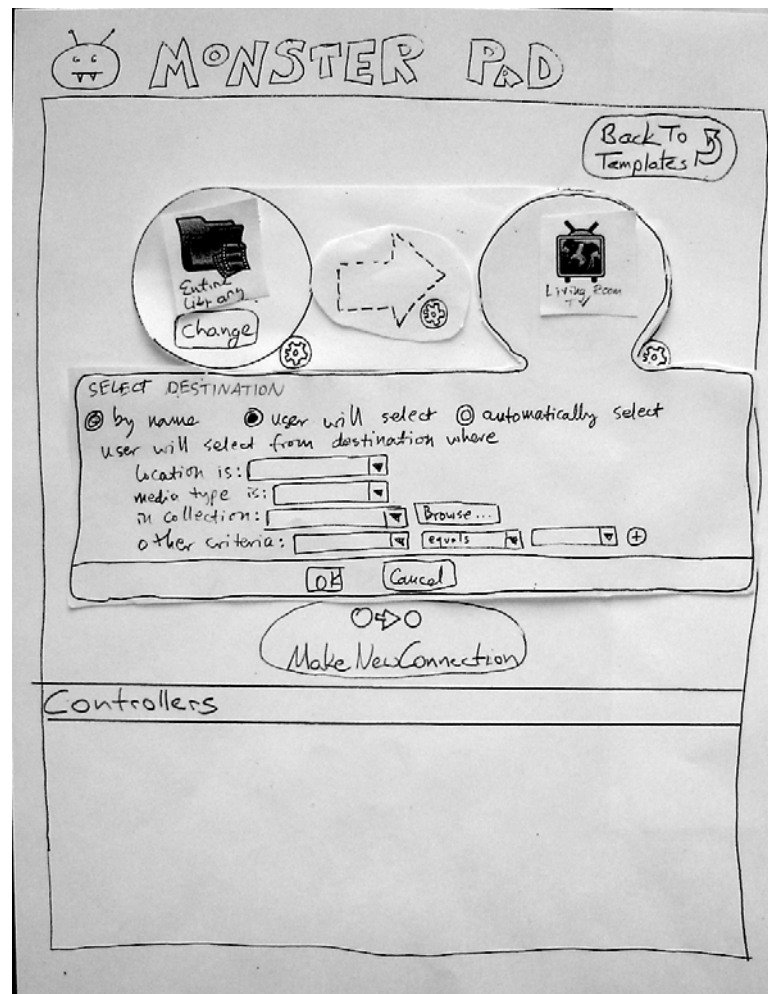 MONSTER PAD
Back To
Templates
Entire
Library
Change
Living Room
TV
SELECT DESTINATION
by name user will select automatically select
user will select from destination where
location is:
media type is:
in collection: Browse...
other criteria: equals +
OK Cancel
Make New Connection
Controllers